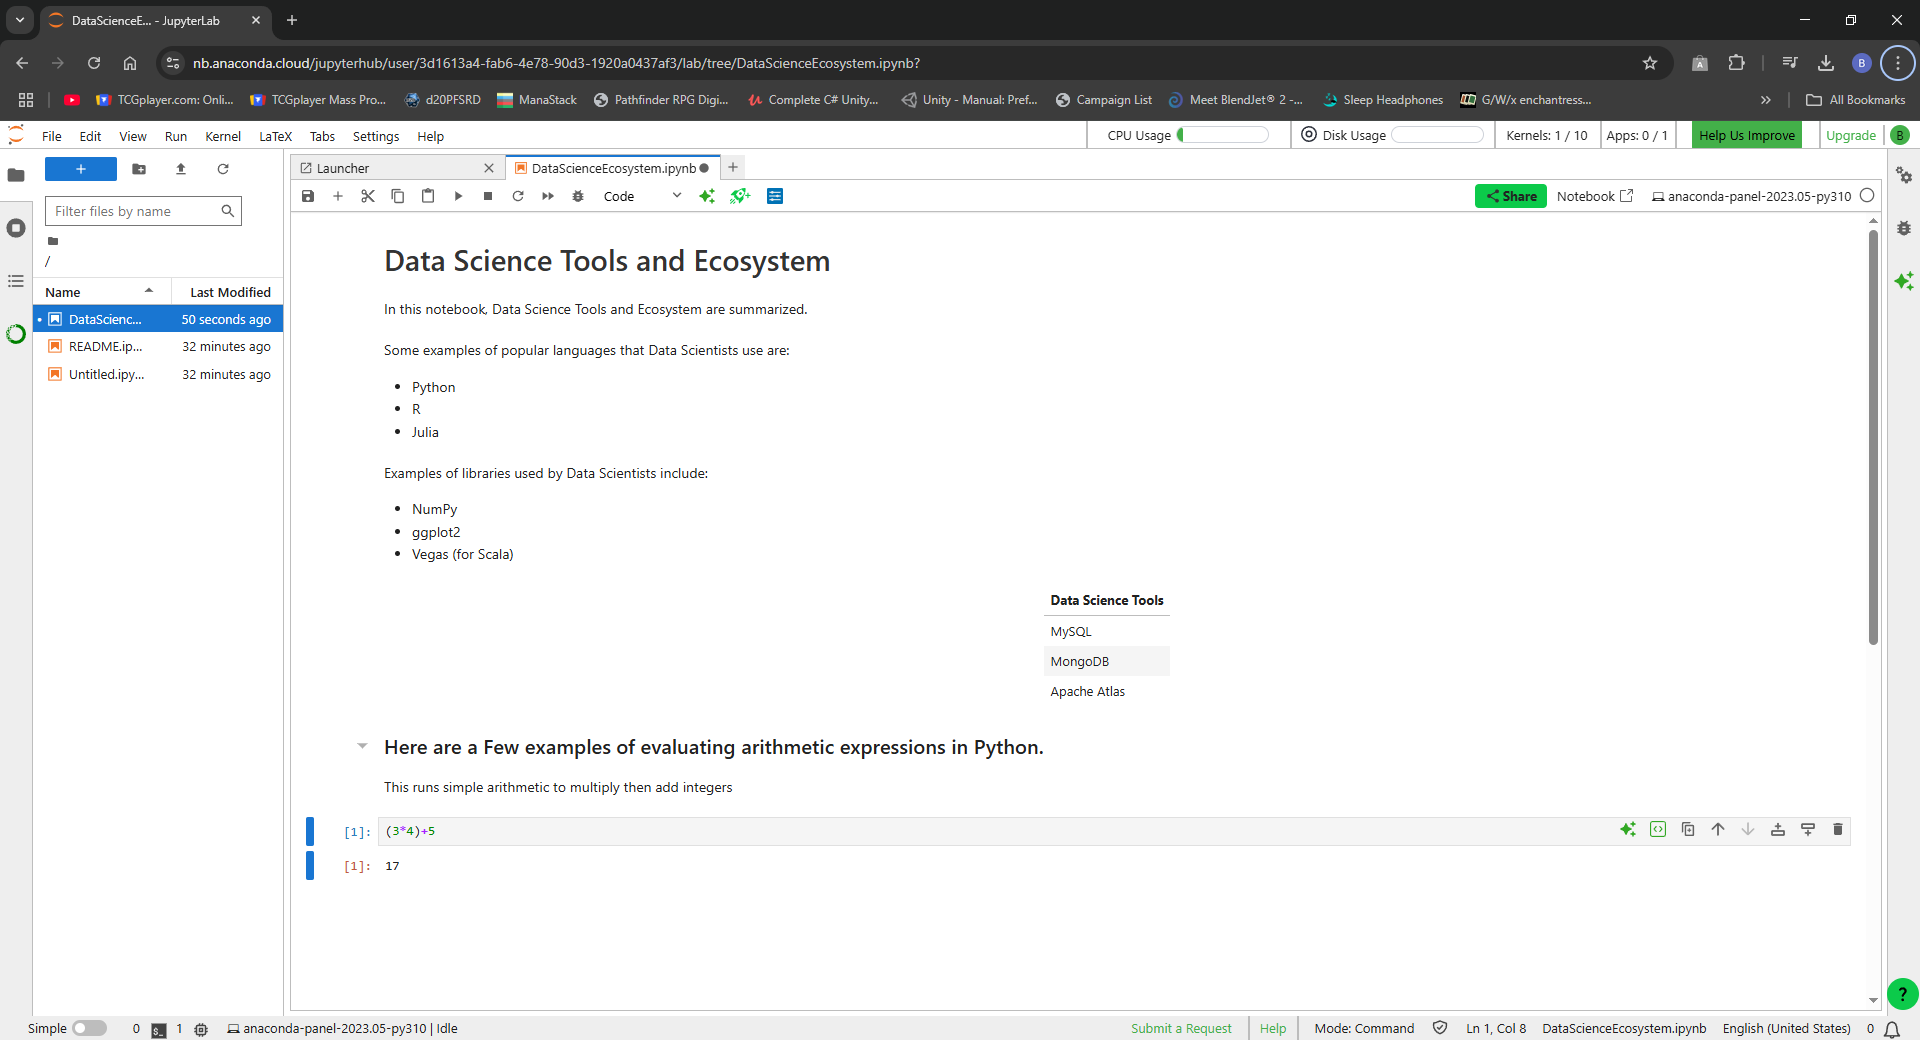 DataScienceE... - JupyterLab
nb.anaconda.cloud/jupyterhub/user/3d1613a4-fab6-4e78-90d3-1920a0437af3/lab/tree/DataScienceEcosystem.ipynb?
B
TCGplayer.com: Onli... TCGplayer Mass Pro... d20PFSRD ManaStack Pathfinder RPG Digi... Complete C# Unity... Unity - Manual: Pref... Campaign List Meet BlendJet® 2 -... Sleep Headphones G/W/x enchantress... All Bookmarks
File Edit View Run Kernel LaTeX Tabs Settings Help CPU Usage Disk Usage Kernels: 1 / 10 Apps: 0 / 1 Help Us Improve Upgrade B
Launcher DataScienceEcosystem.ipynb
Code Share Notebook anaconda-panel-2023.05-py310
Filter files by name
/
Name Last Modified
DataScienc... 50 seconds ago
README.ip... 32 minutes ago
Untitled.ipy... 32 minutes ago
Data Science Tools and Ecosystem
In this notebook, Data Science Tools and Ecosystem are summarized.
Some examples of popular languages that Data Scientists use are:
• Python
• R
• Julia
Examples of libraries used by Data Scientists include:
• NumPy
• ggplot2
• Vegas (for Scala)
Data Science Tools
MySQL
MongoDB
Apache Atlas
Here are a Few examples of evaluating arithmetic expressions in Python.
This runs simple arithmetic to multiply then add integers
[1]: (3*4)+5
[1]: 17
?
Simple 0 $_ 1 anaconda-panel-2023.05-py310 | Idle Submit a Request Help Mode: Command Ln 1, Col 8 DataScienceEcosystem.ipynb English (United States) 0